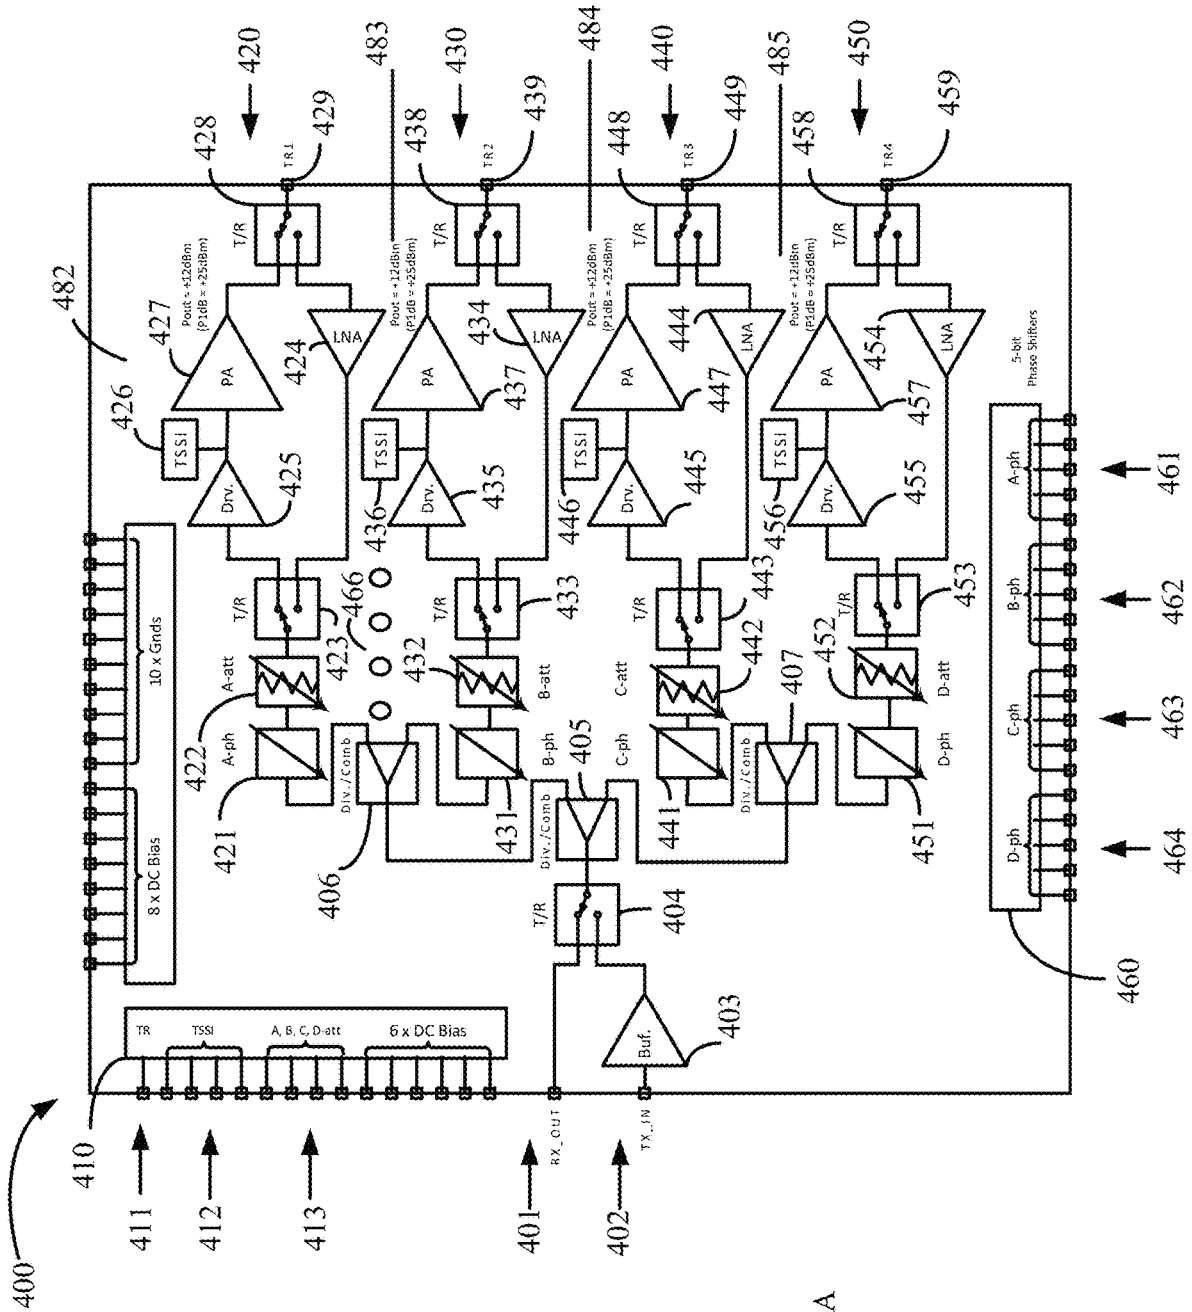 400
410
411
412
413
401
402
TR
TSSI
A, B, C, D-att
6 x DC Bias
RX_OUT
TX_IN
8 x DC Bias
10 x Gnds
Buf.
403
T/R
404
Div./Comb.
405
Div./Comb.
406
Div./Comb.
407
420
A-ph
421
A-att
422
T/R
423
Drv.
425
TSSI
426
PA
427
LNA
424
Pout = +12dBm
(P1dB = +25dBm)
T/R
428
TR1
429
482
466
430
B-ph
431
B-att
432
T/R
433
Drv.
435
TSSI
436
PA
437
LNA
434
Pout = +12dBm
(P1dB = +25dBm)
T/R
438
TR2
439
483
440
C-ph
441
C-att
442
T/R
443
Drv.
445
TSSI
446
PA
447
LNA
444
Pout = +12dBm
(P1dB = +25dBm)
T/R
448
TR3
449
484
450
D-ph
451
D-att
452
T/R
453
Drv.
455
TSSI
456
PA
457
LNA
454
Pout = +12dBm
(P1dB = +25dBm)
T/R
458
TR4
459
485
5-bit
Phase Shifters
D-ph
C-ph
B-ph
A-ph
460
464
463
462
461
A